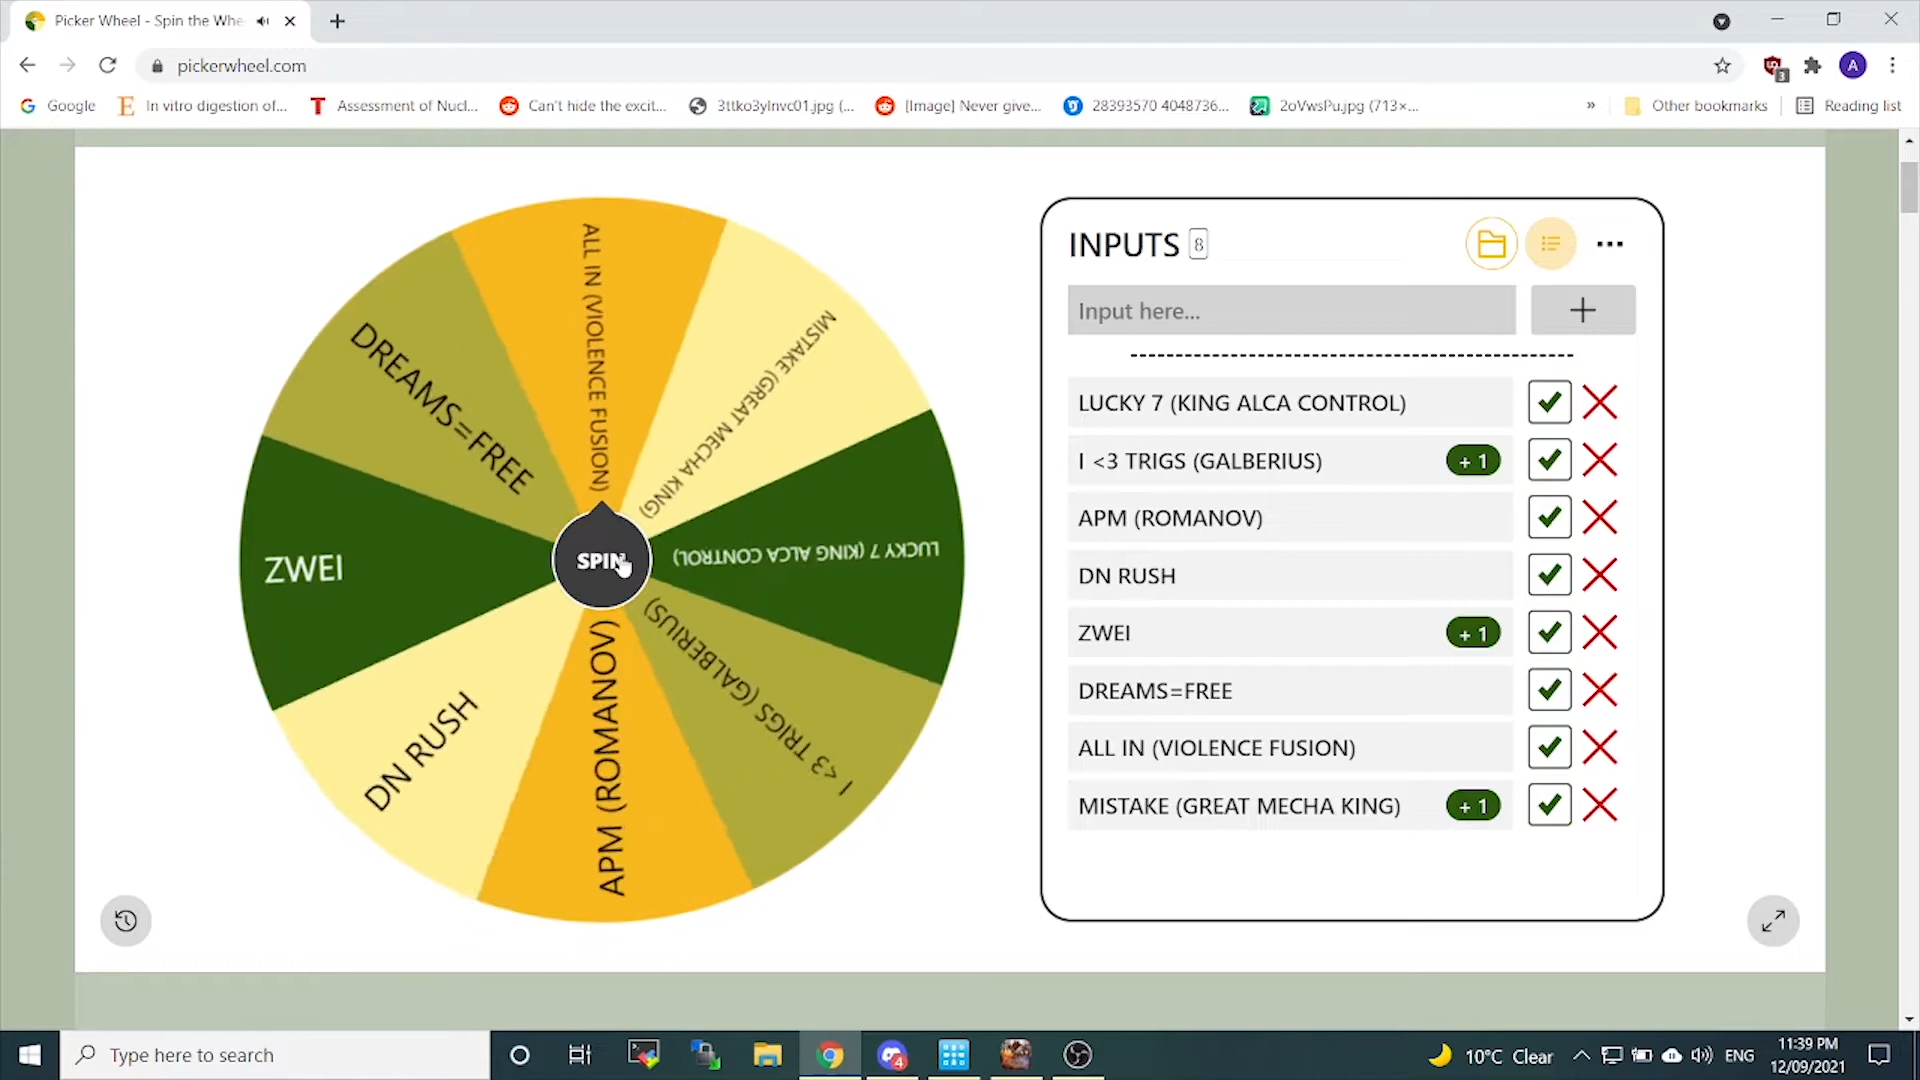 Picker Wheel - Spin the Whe
pickerwheel.com
3
A
Google
In vitro digestion of...
Assessment of Nucl...
Can't hide the excit...
3ttko3ylnvc01.jpg (...
[Image] Never give...
28393570 4048736...
2oVwsPu.jpg (713×...
»
Other bookmarks
Reading list
ALL IN (VIOLENCE FUSION)
MISTAKE (GREAT MECHA KING)
LUCKY 7 (KING ALCA CONTROL)
I <3 TRIGS (GALBERIUS)
APM (ROMANOV)
DN RUSH
ZWEI
DREAMS=FREE
SPIN
INPUTS 8
Input here...
+
LUCKY 7 (KING ALCA CONTROL)
I <3 TRIGS (GALBERIUS) + 1
APM (ROMANOV)
DN RUSH
ZWEI + 1
DREAMS=FREE
ALL IN (VIOLENCE FUSION)
MISTAKE (GREAT MECHA KING) + 1
Type here to search
4
10°C Clear
ENG
11:39 PM
12/09/2021